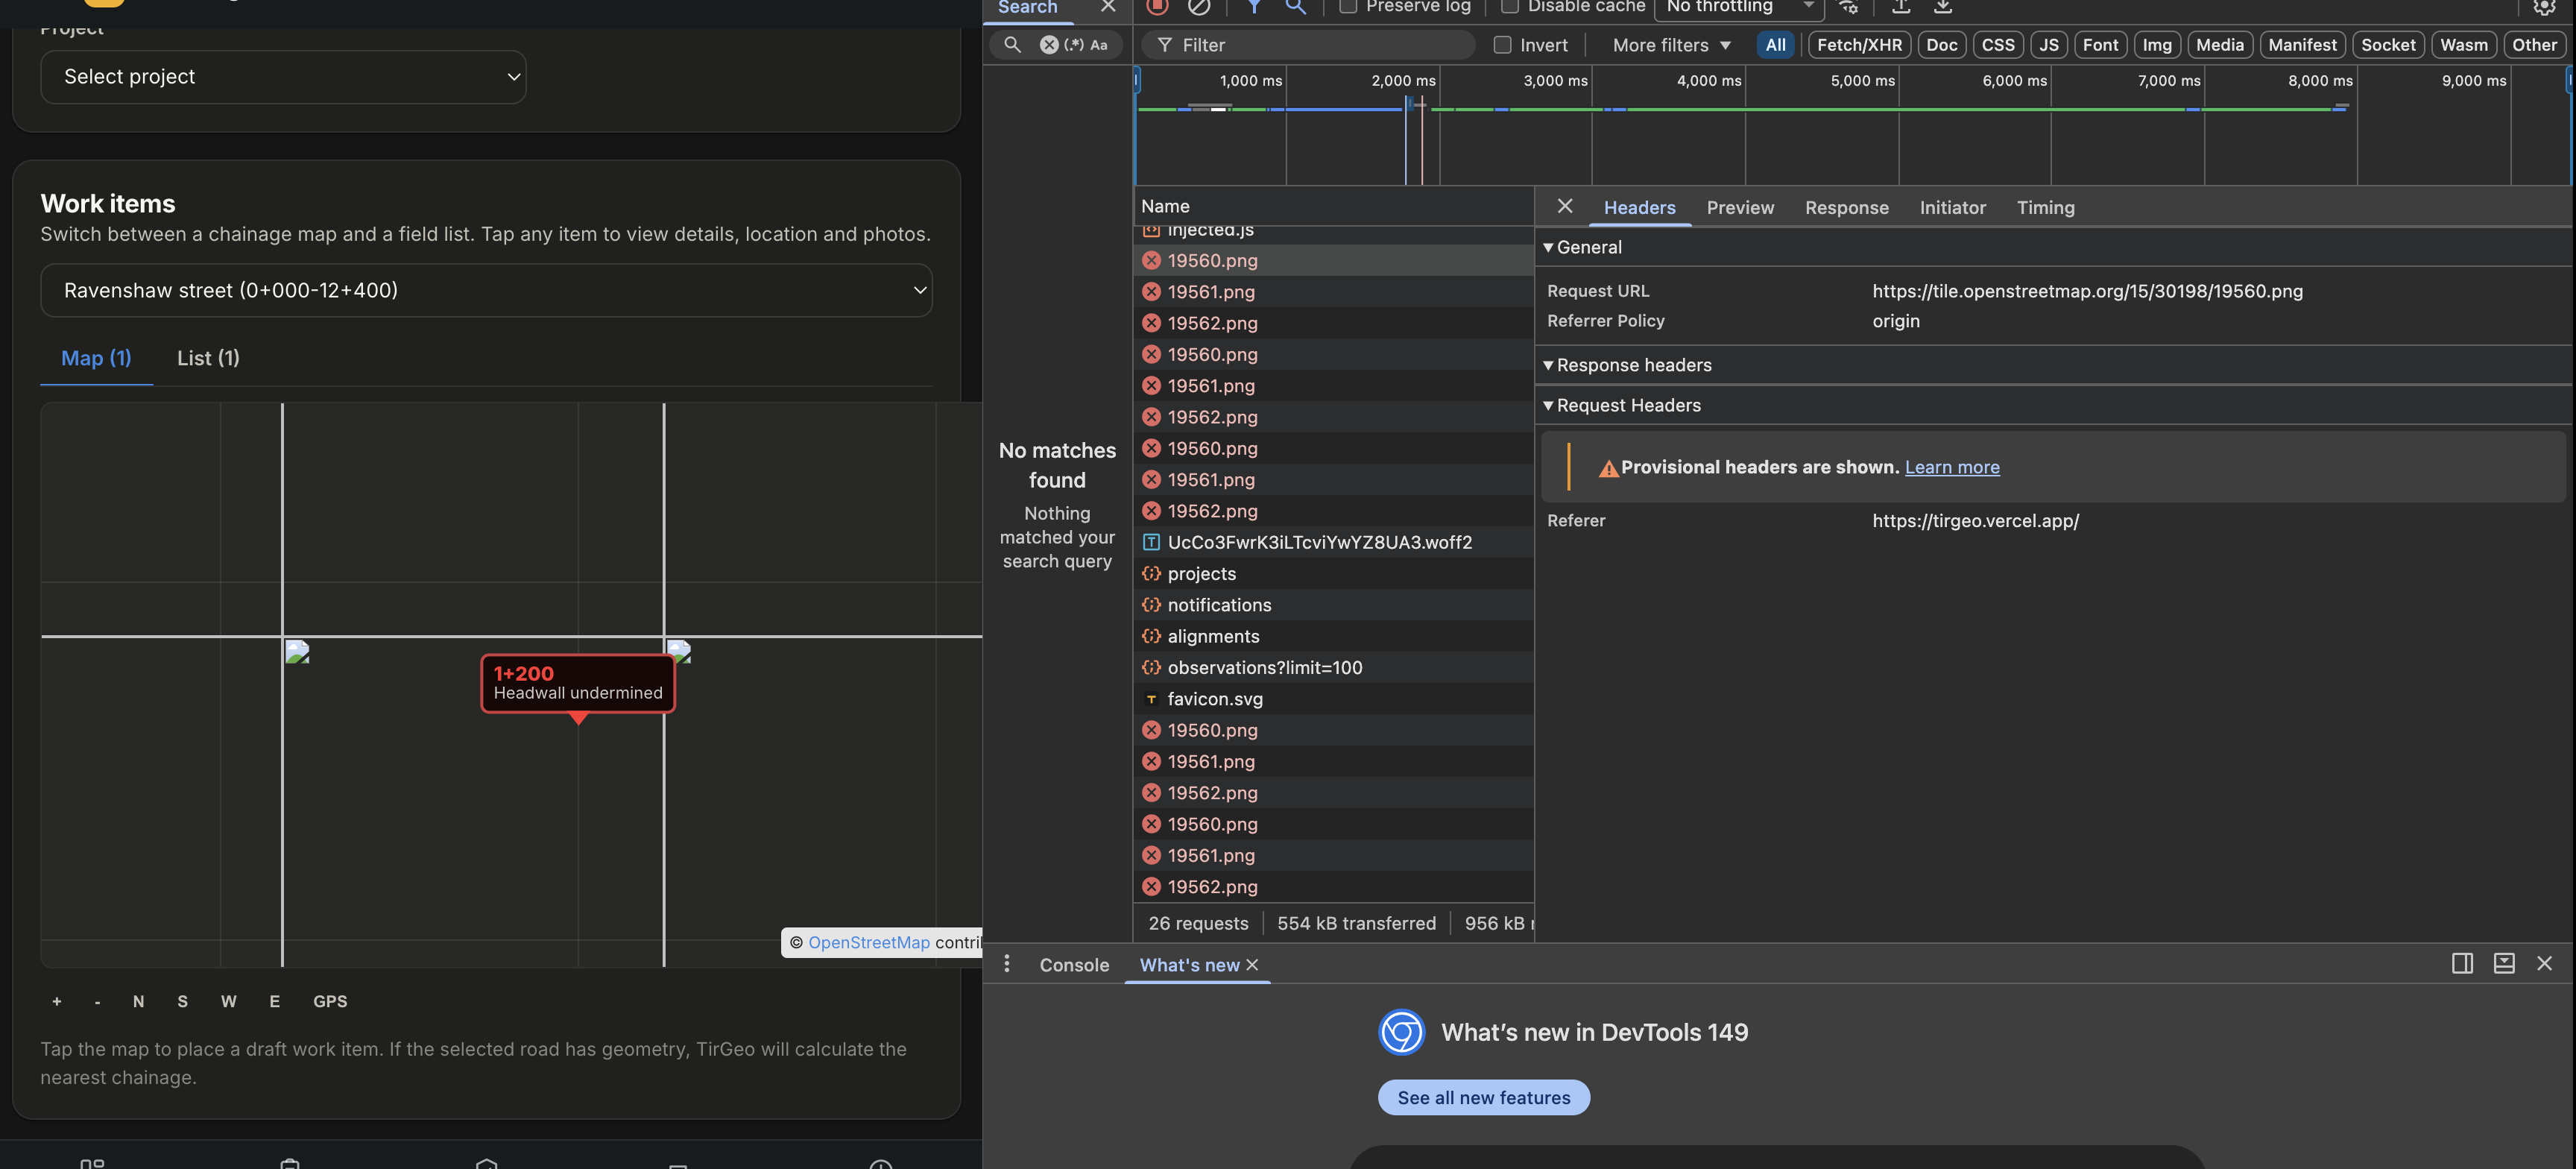 Project
Select project
Work items
Switch between a chainage map and a field list. Tap any item to view details, location and photos.
Ravenshaw street (0+000-12+400)
Map (1)
List (1)
1+200
Headwall undermined
© OpenStreetMap contri
+ - N S W E GPS
Tap the map to place a draft work item. If the selected road has geometry, TirGeo will calculate the
nearest chainage.
Search
(.*) Aa
No matches
found
Nothing
matched your
search query
Preserve log
Disable cache
No throttling
Filter
Invert
More filters
All
Fetch/XHR
Doc
CSS
JS
Font
Img
Media
Manifest
Socket
Wasm
Other
1,000 ms
2,000 ms
3,000 ms
4,000 ms
5,000 ms
6,000 ms
7,000 ms
8,000 ms
9,000 ms
Name
injected.js
19560.png
19561.png
19562.png
19560.png
19561.png
19562.png
19560.png
19561.png
19562.png
UcCo3FwrK3iLTcviYwYZ8UA3.woff2
projects
notifications
alignments
observations?limit=100
favicon.svg
19560.png
19561.png
19562.png
19560.png
19561.png
19562.png
26 requests
554 kB transferred
956 kB
Headers
Preview
Response
Initiator
Timing
General
Request URL
https://tile.openstreetmap.org/15/30198/19560.png
Referrer Policy
origin
Response headers
Request Headers
Provisional headers are shown. Learn more
Referer
https://tirgeo.vercel.app/
Console
What's new
What's new in DevTools 149
See all new features